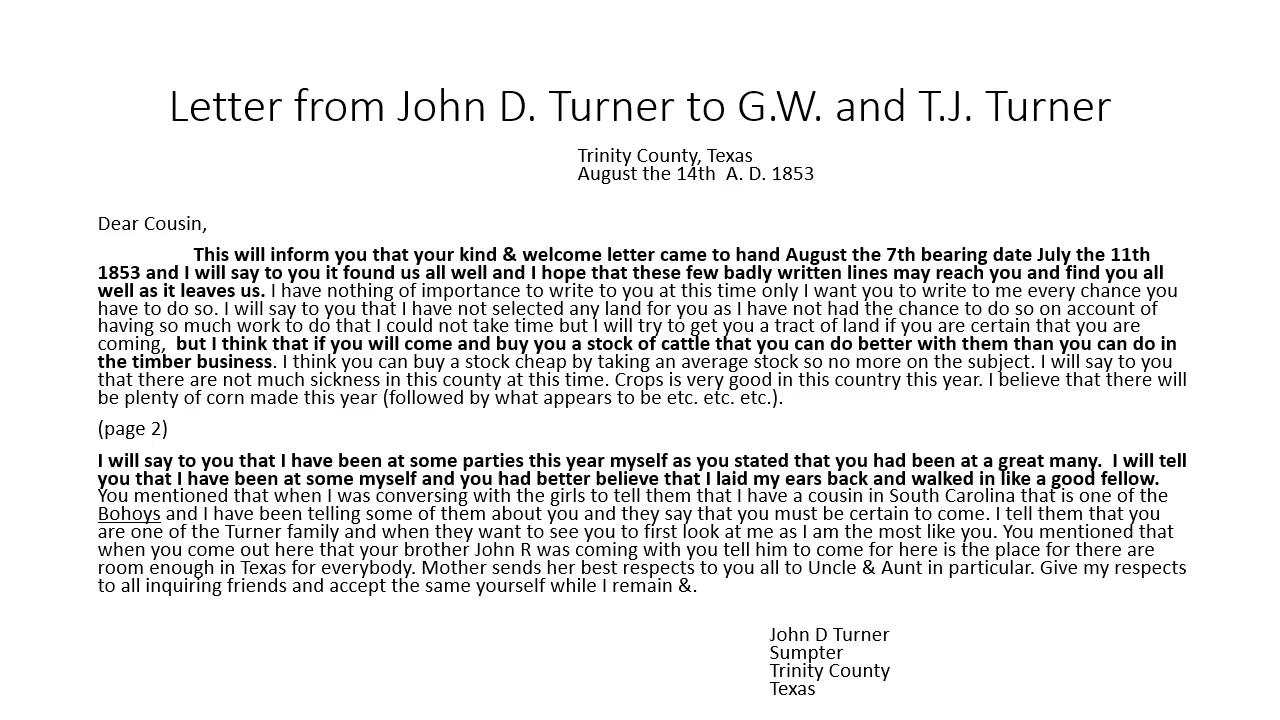 Letter from John D. Turner to G.W. and T.J. Turner
Trinity County, Texas
August the 14th  A. D. 1853
Dear Cousin,
This will inform you that your kind & welcome letter came to hand August the 7th bearing date July the 11th
1853 and I will say to you it found us all well and I hope that these few badly written lines may reach you and find you all
well as it leaves us. I have nothing of importance to write to you at this time only I want you to write to me every chance you
have to do so. I will say to you that I have not selected any land for you as I have not had the chance to do so on account of
having so much work to do that I could not take time but I will try to get you a tract of land if you are certain that you are
coming,  but I think that if you will come and buy you a stock of cattle that you can do better with them than you can do in
the timber business. I think you can buy a stock cheap by taking an average stock so no more on the subject. I will say to you
that there are not much sickness in this county at this time. Crops is very good in this country this year. I believe that there will
be plenty of corn made this year (followed by what appears to be etc. etc. etc.).
(page 2)
I will say to you that I have been at some parties this year myself as you stated that you had been at a great many.  I will tell
you that I have been at some myself and you had better believe that I laid my ears back and walked in like a good fellow.
You mentioned that when I was conversing with the girls to tell them that I have a cousin in South Carolina that is one of the
Bohoys and I have been telling some of them about you and they say that you must be certain to come. I tell them that you
are one of the Turner family and when they want to see you to first look at me as I am the most like you. You mentioned that
when you come out here that your brother John R was coming with you tell him to come for here is the place for there are
room enough in Texas for everybody. Mother sends her best respects to you all to Uncle & Aunt in particular. Give my respects
to all inquiring friends and accept the same yourself while I remain &.
John D Turner
Sumpter
Trinity County
Texas